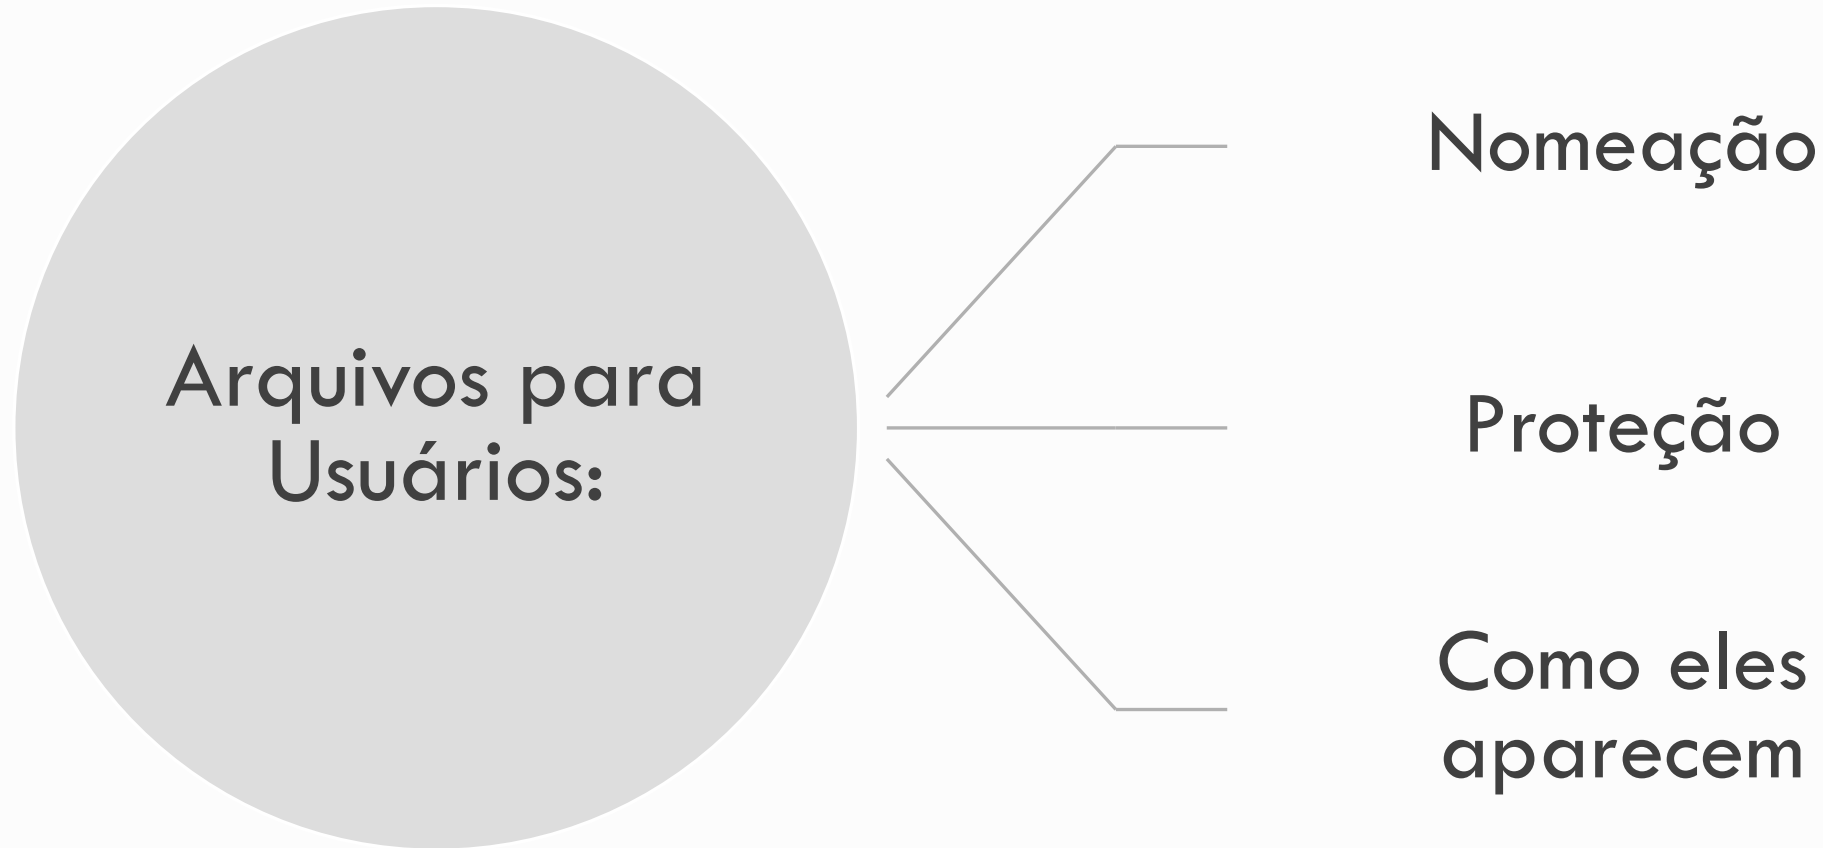 Arquivos para
Usuários:
Nomeação
Proteção
Como eles
aparecem